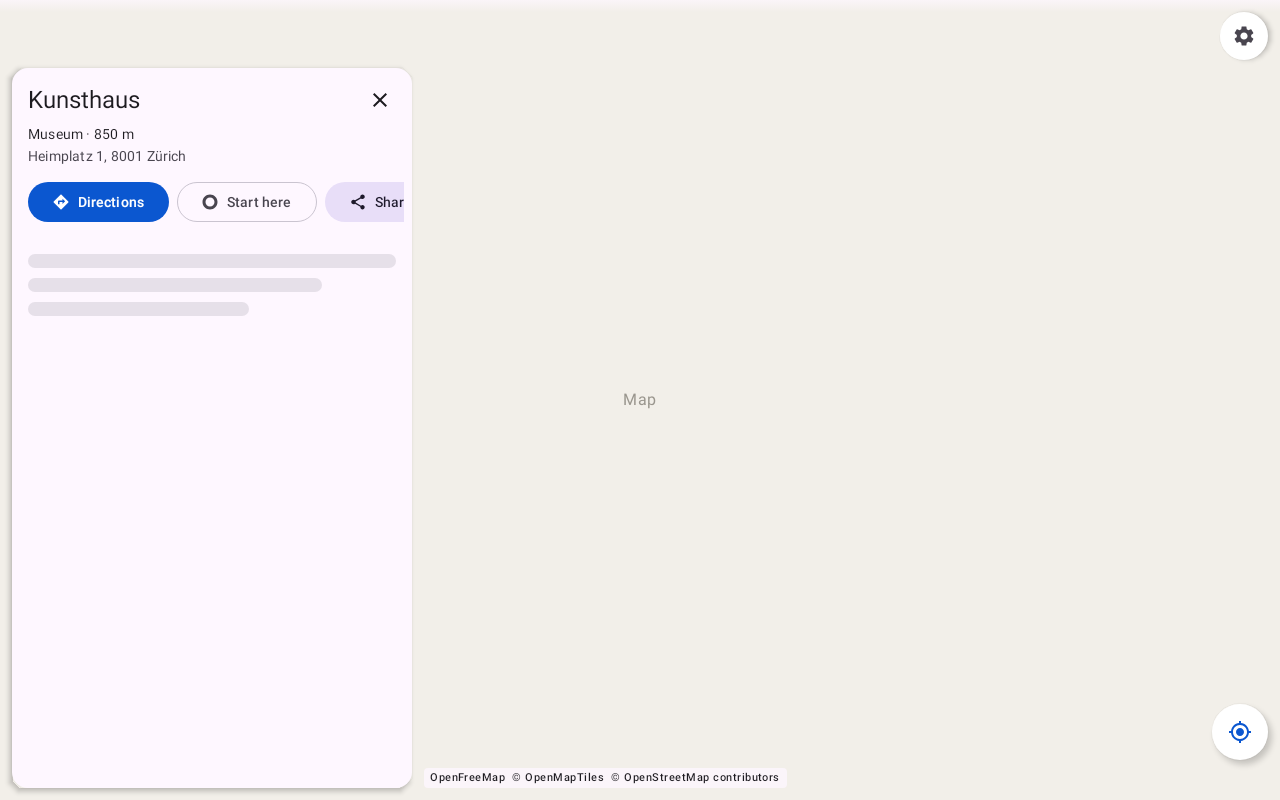 Kunsthaus
Museum · 850 m
Heimplatz 1, 8001 Zürich
Directions
Start here
Shar
Map
OpenFreeMap © OpenMapTiles © OpenStreetMap contributors